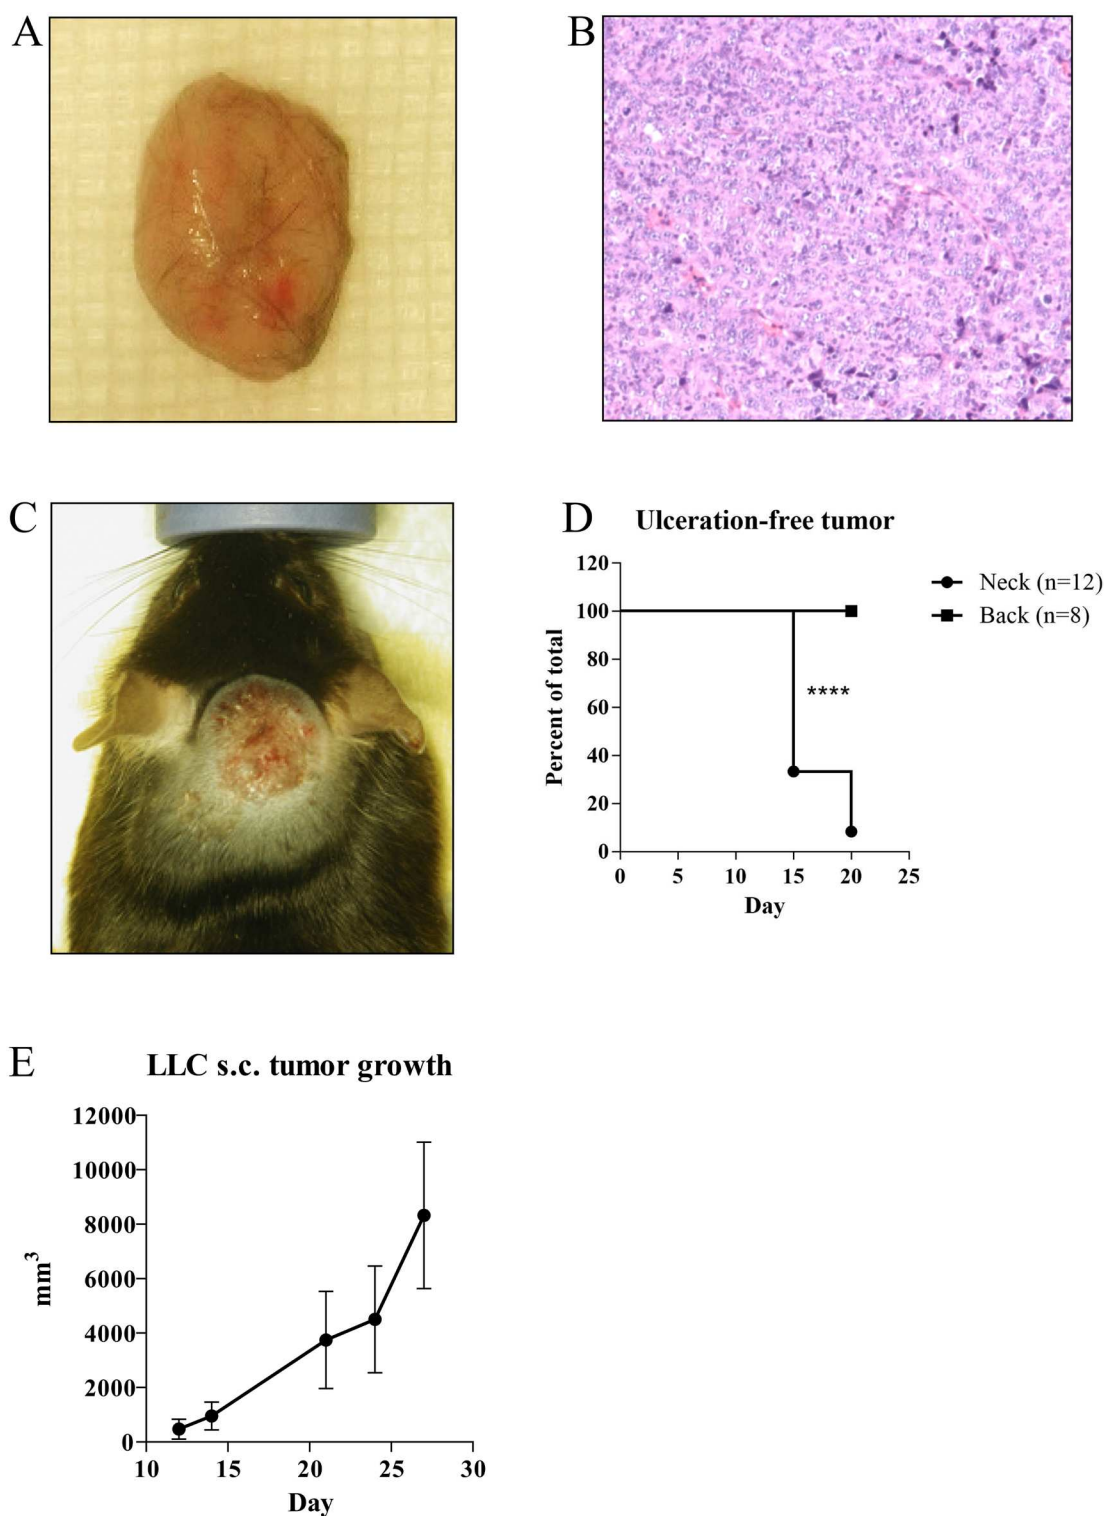 A
B
C
D
Ulceration-free tumor
120
100
80
60
40
20
0
Percent of total
****
0 5 10 15 20 25
Day
Neck (n=12)
Back (n=8)
E
LLC s.c. tumor growth
12000
10000
8000
6000
4000
2000
0
mm³
10 15 20 25 30
Day